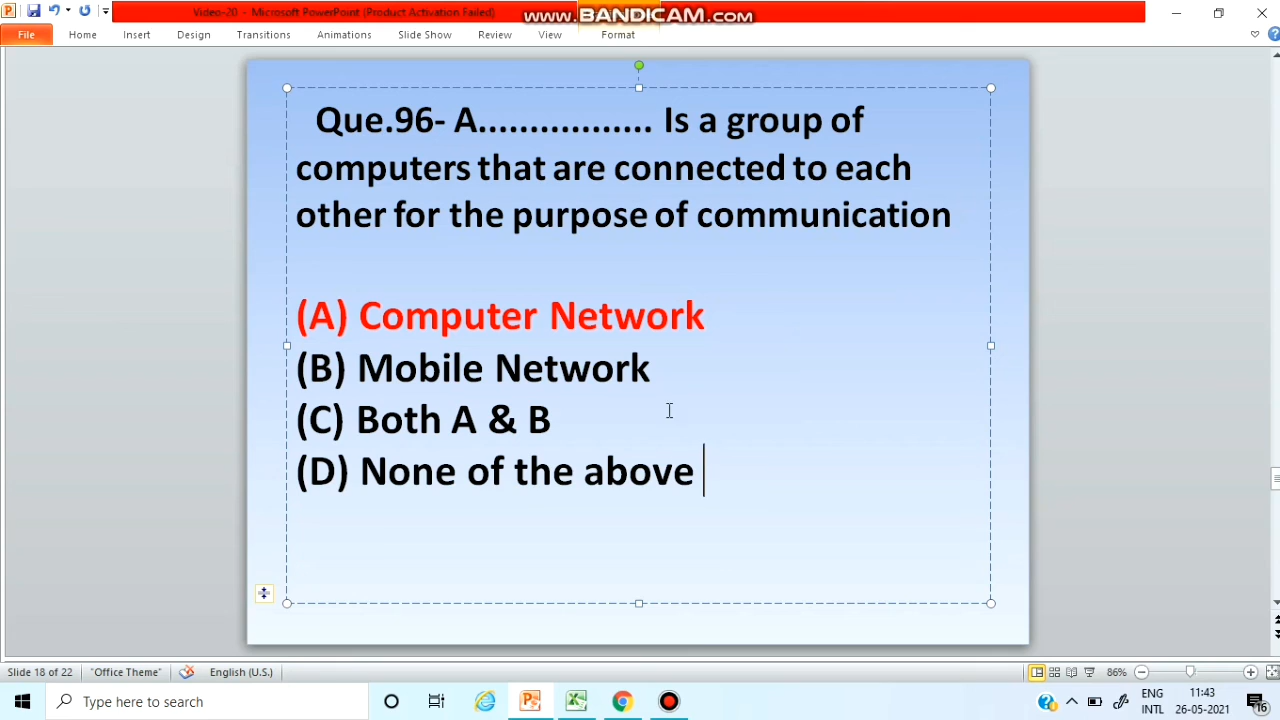 Video-20 - Microsoft PowerPoint (Product Activation Failed)
www.BANDICAM.com
File Home Insert Design Transitions Animations Slide Show Review View Format
Que.96- A................. Is a group of
computers that are connected to each
other for the purpose of communication
(A) Computer Network
(B) Mobile Network
(C) Both A & B
(D) None of the above
Slide 18 of 22 "Office Theme" English (U.S.) 86%
Type here to search
ENG
INTL
11:43
26-05-2021
16